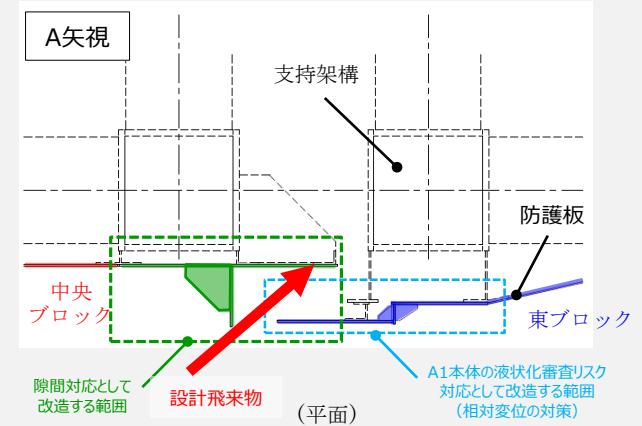 A矢視
支持架構
防護板
中央
ブロック
東ブロック
隙間対応として
改造する範囲
設計飛来物
(平面)
A1本体の液状化審査リスク
対応として改造する範囲
(相対変位の対策)